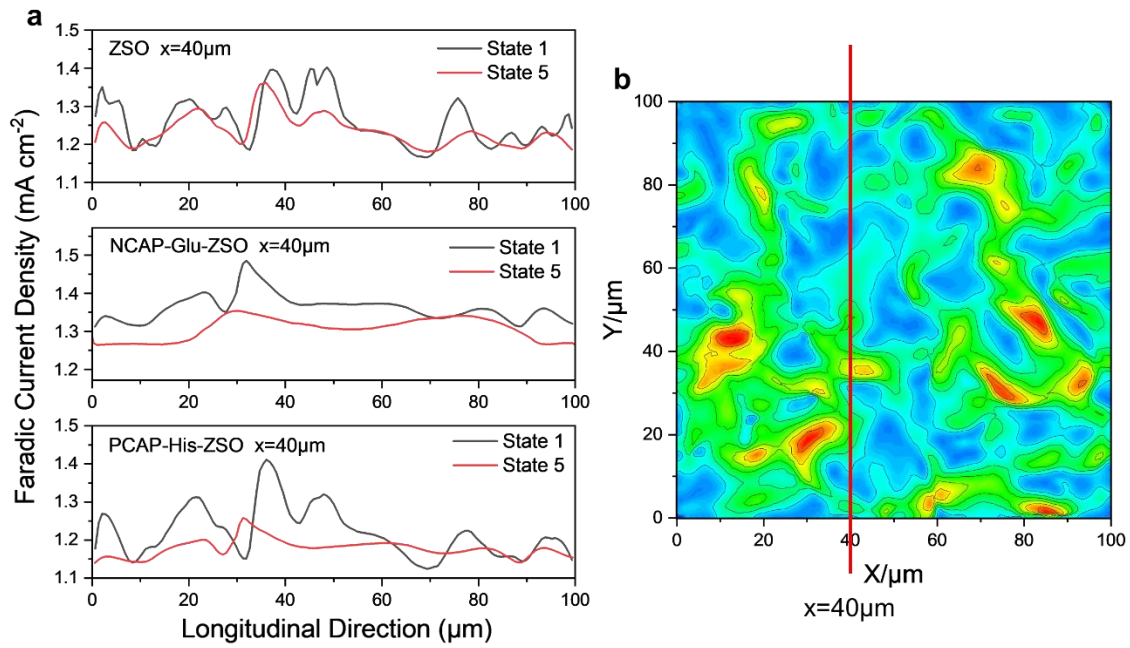 a
Faradic Current Density (mA cm⁻²)
1.5
1.4
1.3
1.2
1.1
ZSO x=40μm
State 1
State 5
0 20 40 60 80 100
1.5
1.4
1.3
1.2
NCAP-Glu-ZSO x=40μm
State 1
State 5
0 20 40 60 80 100
1.5
1.4
1.3
1.2
1.1
PCAP-His-ZSO x=40μm
State 1
State 5
0 20 40 60 80 100
Longitudinal Direction (μm)
b
Y/μm
100
80
60
40
20
0
0 20 40 60 80 100
X/μm
x=40μm